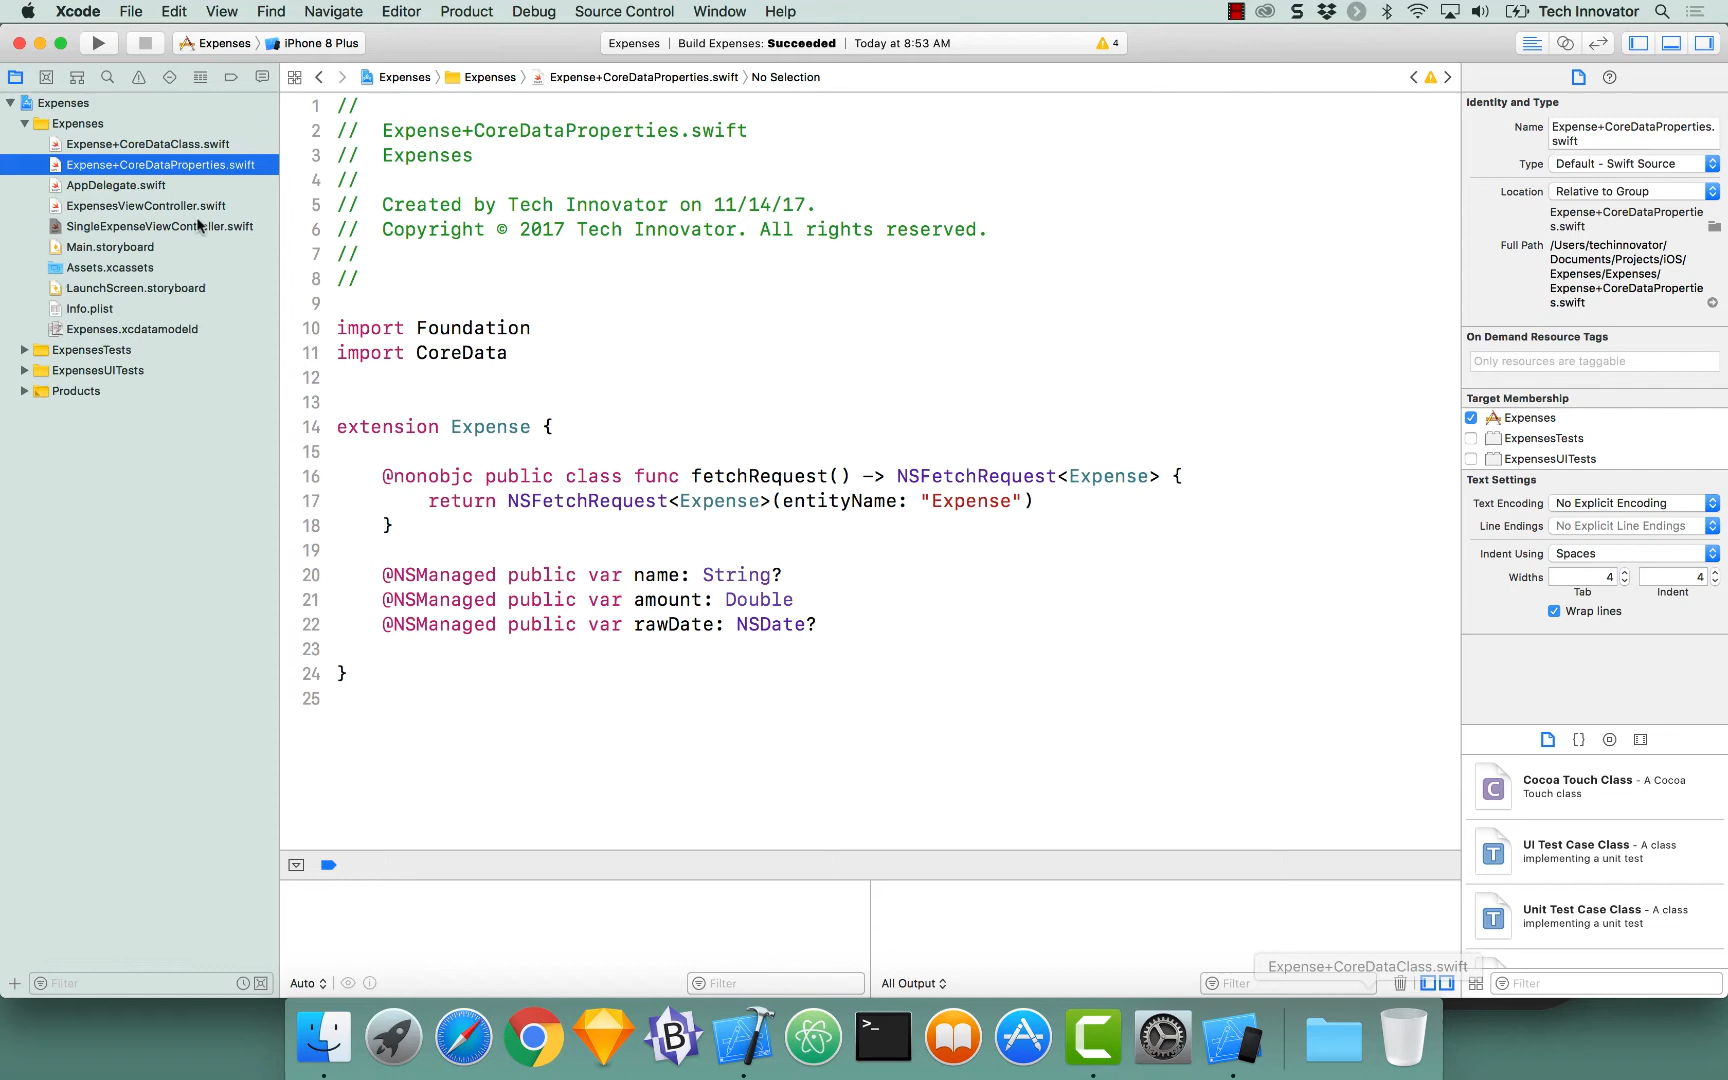 Xcode File Edit View Find Navigate Editor Product Debug Source Control Window Help
Tech Innovator
Expenses iPhone 8 Plus
Expenses | Build Expenses: Succeeded | Today at 8:53 AM
4
Expenses
Expenses
Expense+CoreDataClass.swift
Expense+CoreDataProperties.swift
AppDelegate.swift
ExpensesViewController.swift
SingleExpenseViewController.swift
Main.storyboard
Assets.xcassets
LaunchScreen.storyboard
Info.plist
Expenses.xcdatamodeld
ExpensesTests
ExpensesUITests
Products
Filter
Expenses Expenses Expense+CoreDataProperties.swift No Selection
1 //
2 //  Expense+CoreDataProperties.swift
3 //  Expenses
4 //
5 //  Created by Tech Innovator on 11/14/17.
6 //  Copyright © 2017 Tech Innovator. All rights reserved.
7 //
8 //
9
10 import Foundation
11 import CoreData
12
13
14 extension Expense {
15
16     @nonobjc public class func fetchRequest() -> NSFetchRequest<Expense> {
17         return NSFetchRequest<Expense>(entityName: "Expense")
18     }
19
20     @NSManaged public var name: String?
21     @NSManaged public var amount: Double
22     @NSManaged public var rawDate: NSDate?
23
24 }
25
Auto
Filter
All Output
Filter
Expense+CoreDataClass.swift
Identity and Type
Name Expense+CoreDataProperties.
swift
Type Default - Swift Source
Location Relative to Group
Expense+CoreDataPropertie
s.swift
Full Path /Users/techinnovator/
Documents/Projects/iOS/
Expenses/Expenses/
Expense+CoreDataPropertie
s.swift
On Demand Resource Tags
Only resources are taggable
Target Membership
Expenses
ExpensesTests
ExpensesUITests
Text Settings
Text Encoding No Explicit Encoding
Line Endings No Explicit Line Endings
Indent Using Spaces
Widths 4 4
Tab Indent
Wrap lines
C
Cocoa Touch Class - A Cocoa
Touch class
T
UI Test Case Class - A class
implementing a unit test
T
Unit Test Case Class - A class
implementing a unit test
Filter